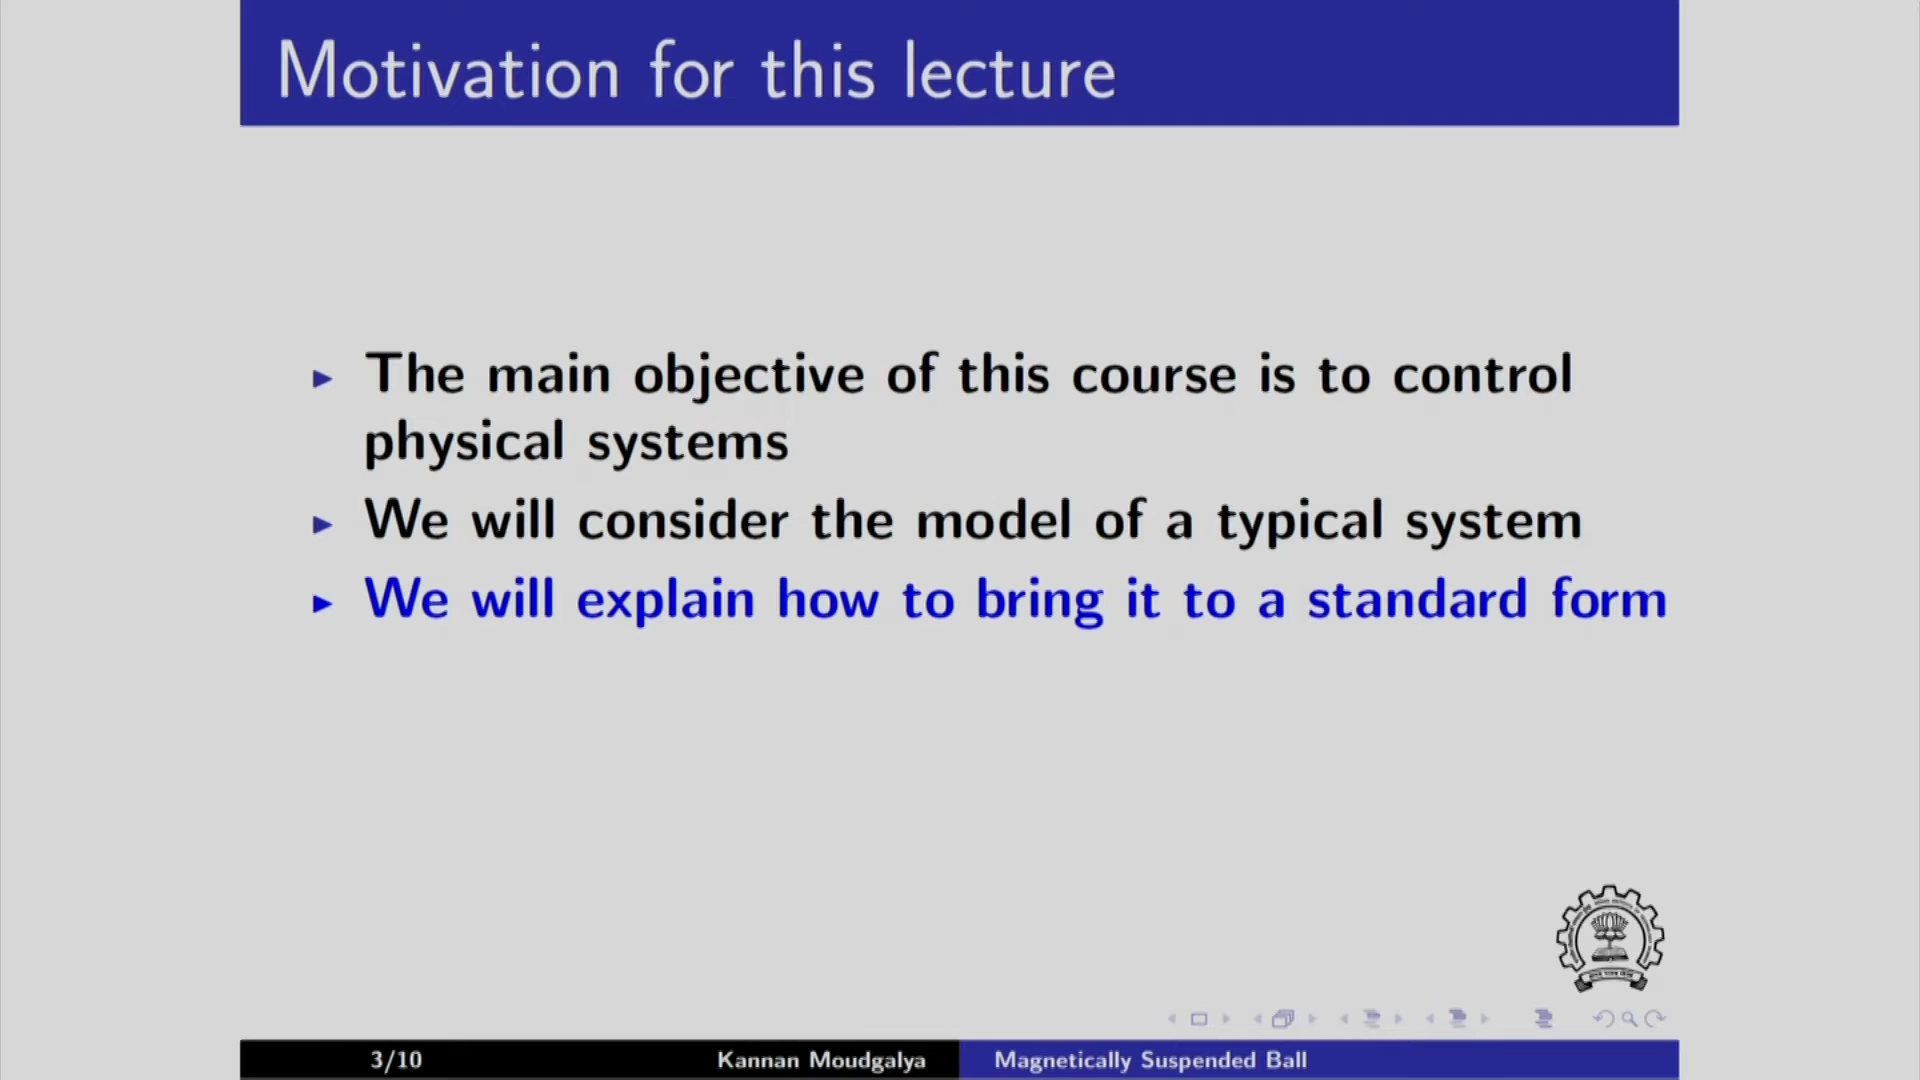 Motivation for this lecture
The main objective of this course is to control
physical systems
We will consider the model of a typical system
We will explain how to bring it to a standard form
3/10 Kannan Moudgalya Magnetically Suspended Ball